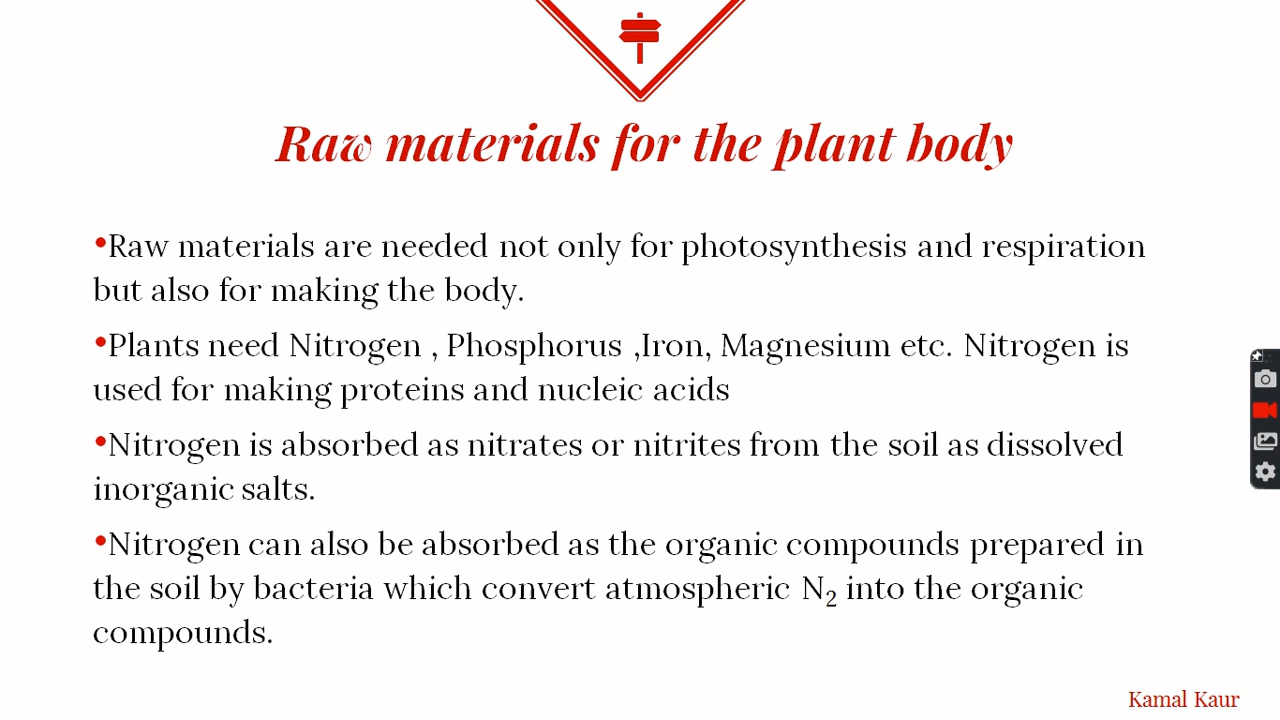 Raw materials for the plant body
•Raw materials are needed not only for photosynthesis and respiration
but also for making the body.
•Plants need Nitrogen , Phosphorus ,Iron, Magnesium etc. Nitrogen is
used for making proteins and nucleic acids
•Nitrogen is absorbed as nitrates or nitrites from the soil as dissolved
inorganic salts.
•Nitrogen can also be absorbed as the organic compounds prepared in
the soil by bacteria which convert atmospheric N₂ into the organic
compounds.
Kamal Kaur